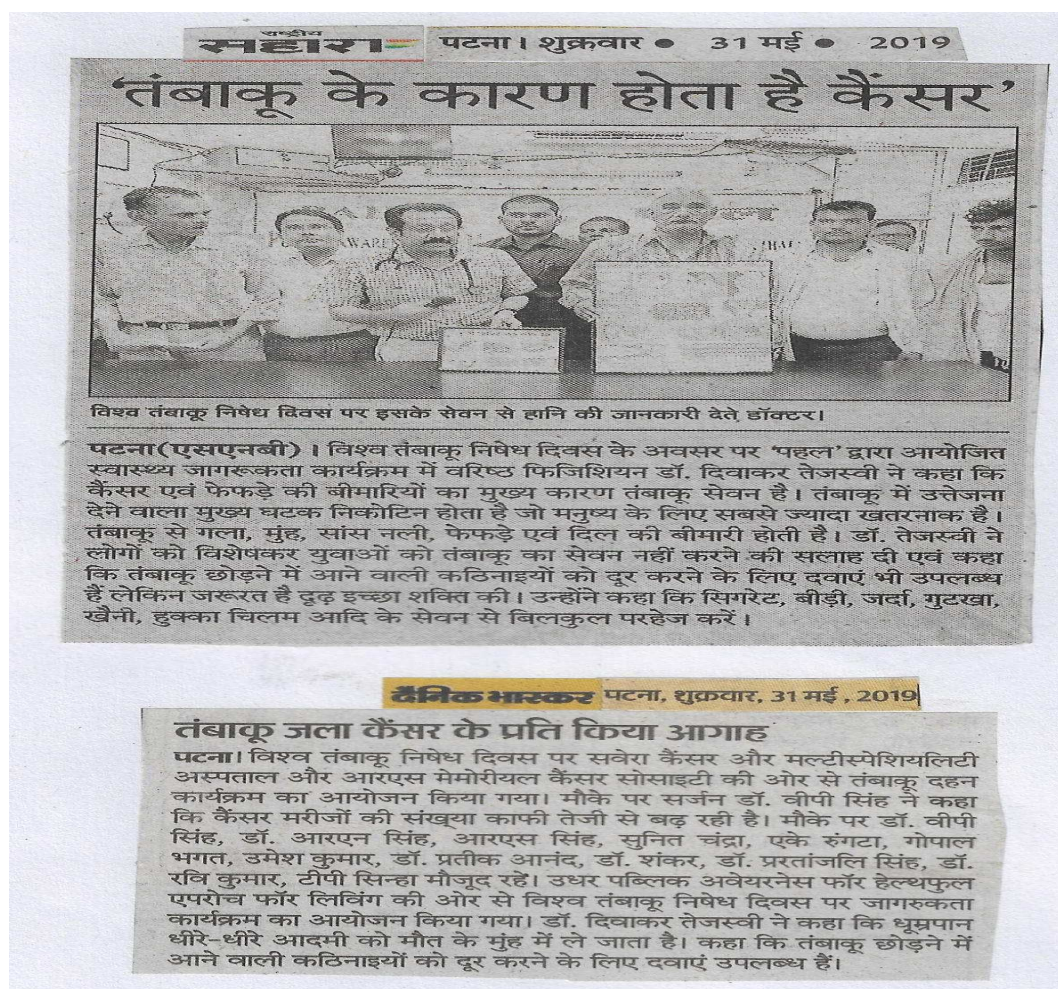 राष्ट्रीय
सहारा
पटना। शुक्रवार ● 31 मई ● 2019
‘तंबाकू के कारण होता है कैंसर’
विश्व तंबाकू निषेध दिवस पर इसके सेवन से हानि की जानकारी देते डॉक्टर।
पटना(एसएनबी)। विश्व तंबाकू निषेध दिवस के अवसर पर ‘पहल’ द्वारा आयोजित
स्वास्थ्य जागरूकता कार्यक्रम में वरिष्ठ फिजिशियन डॉ. दिवाकर तेजस्वी ने कहा कि
कैंसर एवं फेफड़े की बीमारियों का मुख्य कारण तंबाकू सेवन है। तंबाकू में उत्तेजना
देने वाला मुख्य घटक निकोटिन होता है जो मनुष्य के लिए सबसे ज्यादा खतरनाक है।
तंबाकू से गला, मुंह, सांस नली, फेफड़े एवं दिल की बीमारी होती है। डॉ. तेजस्वी ने
लोगों को विशेषकर युवाओं को तंबाकू का सेवन नहीं करने की सलाह दी एवं कहा
कि तंबाकू छोड़ने में आने वाली कठिनाइयों को दूर करने के लिए दवाएं भी उपलब्ध
हैं लेकिन जरूरत है दृढ़ इच्छा शक्ति की। उन्होंने कहा कि सिगरेट, बीड़ी, जर्दा, गुटखा,
खैनी, हुक्का चिलम आदि के सेवन से बिलकुल परहेज करें।
दैनिक भास्कर पटना, शुक्रवार, 31 मई, 2019
तंबाकू जला कैंसर के प्रति किया आगाह
पटना। विश्व तंबाकू निषेध दिवस पर सवेरा कैंसर और मल्टीस्पेशियलिटी
अस्पताल और आरएस मेमोरीयल कैंसर सोसाइटी की ओर से तंबाकू दहन
कार्यक्रम का आयोजन किया गया। मौके पर सर्जन डॉ. वीपी सिंह ने कहा
कि कैंसर मरीजों की संख्या काफी तेजी से बढ़ रही है। मौके पर डॉ. वीपी
सिंह, डॉ. आरएन सिंह, आरएस सिंह, सुनित चंद्रा, एके रुंगटा, गोपाल
भगत, उमेश कुमार, डॉ. प्रतीक आनंद, डॉ. शंकर, डॉ. प्ररतांजलि सिंह, डॉ.
रवि कुमार, टीपी सिन्हा मौजूद रहें। उधर पब्लिक अवेयरनेस फॉर हेल्थफुल
एपरोच फॉर लिविंग की ओर से विश्व तंबाकू निषेध दिवस पर जागरुकता
कार्यक्रम का आयोजन किया गया। डॉ. दिवाकर तेजस्वी ने कहा कि धूम्रपान
धीरे-धीरे आदमी को मौत के मुंह में ले जाता है। कहा कि तंबाकू छोड़ने में
आने वाली कठिनाइयों को दूर करने के लिए दवाएं उपलब्ध हैं।